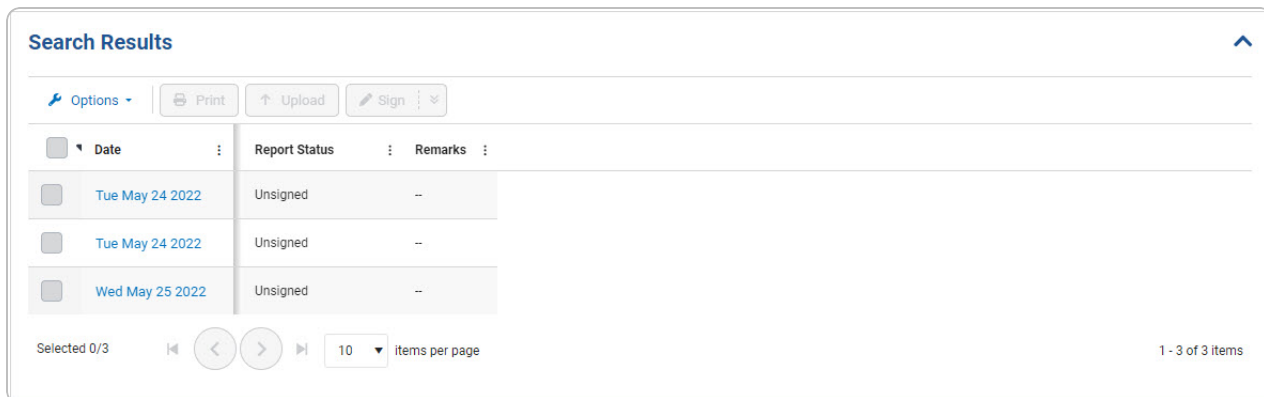 Search Results
Options Print Upload Sign
Date Report Status Remarks
Tue May 24 2022 Unsigned --
Tue May 24 2022 Unsigned --
Wed May 25 2022 Unsigned --
Selected 0/3 10 items per page 1 - 3 of 3 items